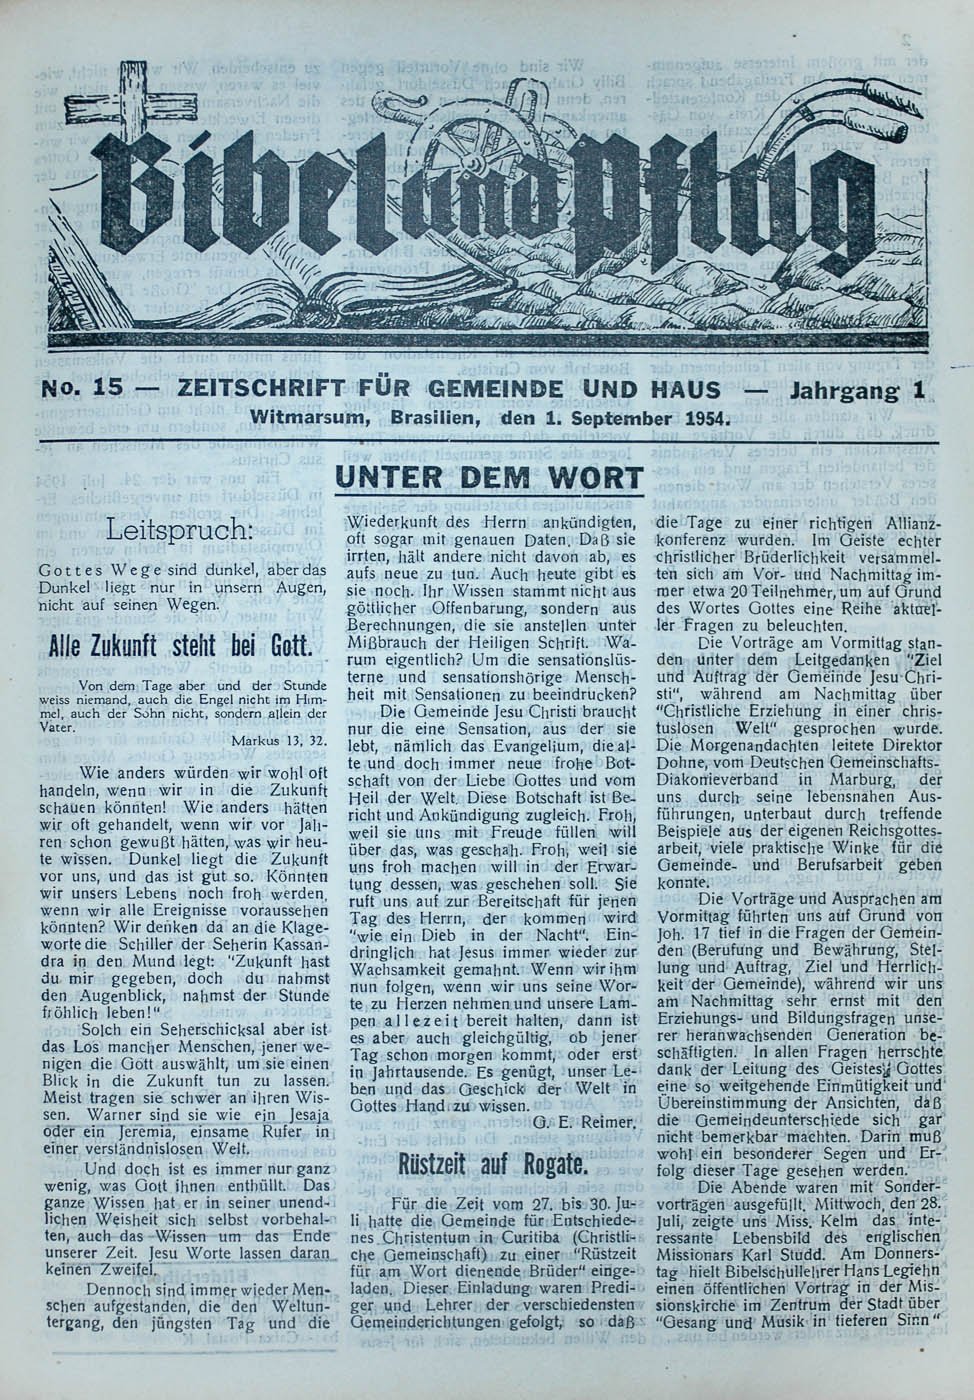 Bibel und Pflug
No. 15 — ZEITSCHRIFT FÜR GEMEINDE UND HAUS — Jahrgang 1
Witmarsum, Brasilien, den 1. September 1954.
UNTER DEM WORT
Leitspruch:
Gottes Wege sind dunkel, aber das
Dunkel liegt nur in unsern Augen,
nicht auf seinen Wegen.
Alle Zukunft steht bei Gott.
Von dem Tage aber und der Stunde
weiss niemand, auch die Engel nicht im Him-
mel, auch der Sohn nicht, sondern allein der
Vater.
Markus 13, 32.
Wie anders würden wir wohl oft
handeln, wenn wir in die Zukunft
schauen könnten! Wie anders hätten
wir oft gehandelt, wenn wir vor Jah-
ren schon gewußt hätten, was wir heu-
te wissen. Dunkel liegt die Zukunft
vor uns, und das ist gut so. Könnten
wir unsers Lebens noch froh werden,
wenn wir alle Ereignisse voraussehen
könnten? Wir denken da an die Klage-
worte die Schiller der Seherin Kassan-
dra in den Mund legt: "Zukunft hast
du mir gegeben, doch du nahmst
den Augenblick, nahmst der Stunde
fröhlich leben!"
Solch ein Seherschicksal aber ist
das Los mancher Menschen, jener we-
nigen die Gott auswählt, um sie einen
Blick in die Zukunft tun zu lassen.
Meist tragen sie schwer an ihren Wis-
sen. Warner sind sie wie ein Jesaja
oder ein Jeremia, einsame Rufer in
einer verständnislosen Welt.
Und doch ist es immer nur ganz
wenig, was Gott ihnen enthüllt. Das
ganze Wissen hat er in seiner unend-
lichen Weisheit sich selbst vorbehal-
ten, auch das Wissen um das Ende
unserer Zeit. Jesu Worte lassen daran
keinen Zweifel.
Dennoch sind immer wieder Men-
schen aufgestanden, die den Weltun-
tergang, den jüngsten Tag und die
Wiederkunft des Herrn ankündigten,
oft sogar mit genauen Daten. Daß sie
irrten, hält andere nicht davon ab, es
aufs neue zu tun. Auch heute gibt es
sie noch. Ihr Wissen stammt nicht aus
göttlicher Offenbarung, sondern aus
Berechnungen, die sie anstellen unter
Mißbrauch der Heiligen Schrift. Wa-
rum eigentlich? Um die sensationslüs-
terne und sensationshörige Mensch-
heit mit Sensationen zu beeindrucken?
Die Gemeinde Jesu Christi braucht
nur die eine Sensation, aus der sie
lebt, nämlich das Evangelium, die al-
te und doch immer neue frohe Bot-
schaft von der Liebe Gottes und vom
Heil der Welt. Diese Botschaft ist Be-
richt und Ankündigung zugleich. Froh,
weil sie uns mit Freude füllen will
über das, was geschah. Froh, weil sie
uns froh machen will in der Erwar-
tung dessen, was geschehen soll. Sie
ruft uns auf zur Bereitschaft für jenen
Tag des Herrn, der kommen wird
"wie ein Dieb in der Nacht". Ein-
dringlich hat Jesus immer wieder zur
Wachsamkeit gemahnt. Wenn wir ihm
nun folgen, wenn wir uns seine Wor-
te zu Herzen nehmen und unsere Lam-
pen allezeit bereit halten, dann ist
es aber auch gleichgültig, ob jener
Tag schon morgen kommt, oder erst
in Jahrtausende. Es genügt, unser Le-
ben und das Geschick der Welt in
Gottes Hand zu wissen.
G. E. Reimer.
Rüstzeit auf Rogate.
Für die Zeit vom 27. bis 30. Ju-
li hatte die Gemeinde für Entschiede-
nes Christentum in Curitiba (Christli-
che Gemeinschaft) zu einer "Rüstzeit
für am Wort dienende Brüder" einge-
laden. Dieser Einladung waren Predi-
ger und Lehrer der verschiedensten
Gemeinderichtungen gefolgt, so daß
die Tage zu einer richtigen Allianz-
konferenz wurden. Im Geiste echter
christlicher Brüderlichkeit versammel-
ten sich am Vor- und Nachmittag im-
mer etwa 20 Teilnehmer, um auf Grund
des Wortes Gottes eine Reihe aktuel-
ler Fragen zu beleuchten.
Die Vorträge am Vormittag stan-
den unter dem Leitgedanken "Ziel
und Auftrag der Gemeinde Jesu Chri-
sti", während am Nachmittag über
"Christliche Erziehung in einer chris-
tuslosen Welt" gesprochen wurde.
Die Morgenandachten leitete Direktor
Dohne, vom Deutschen Gemeinschafts-
Diakonieverband in Marburg, der
uns durch seine lebensnahen Aus-
führungen, unterbaut durch treffende
Beispiele aus der eigenen Reichsgottes-
arbeit, viele praktische Winke für die
Gemeinde- und Berufsarbeit geben
konnte.
Die Vorträge und Ausprachen am
Vormittag führten uns auf Grund von
Joh. 17 tief in die Fragen der Gemein-
den (Berufung und Bewährung, Stel-
lung und Auftrag, Ziel und Herrlich-
keit der Gemeinde), während wir uns
am Nachmittag sehr ernst mit den
Erziehungs- und Bildungsfragen unse-
rer heranwachsenden Generation be-
schäftigten. In allen Fragen herrschte
dank der Leitung des Geistes Gottes
eine so weitgehende Einmütigkeit und
Übereinstimmung der Ansichten, daß
die Gemeindeunterschiede sich gar
nicht bemerkbar machten. Darin muß
wohl ein besonderer Segen und Er-
folg dieser Tage gesehen werden.
Die Abende waren mit Sonder-
vorträgen ausgefüllt. Mittwoch, den 28.
Juli, zeigte uns Miss. Kelm das inte-
ressante Lebensbild des englischen
Missionars Karl Studd. Am Donners-
tag hielt Bibelschullehrer Hans Legiehn
einen öffentlichen Vortrag in der Mis-
sionskirche im Zentrum der Stadt über
"Gesang und Musik in tieferen Sinn"